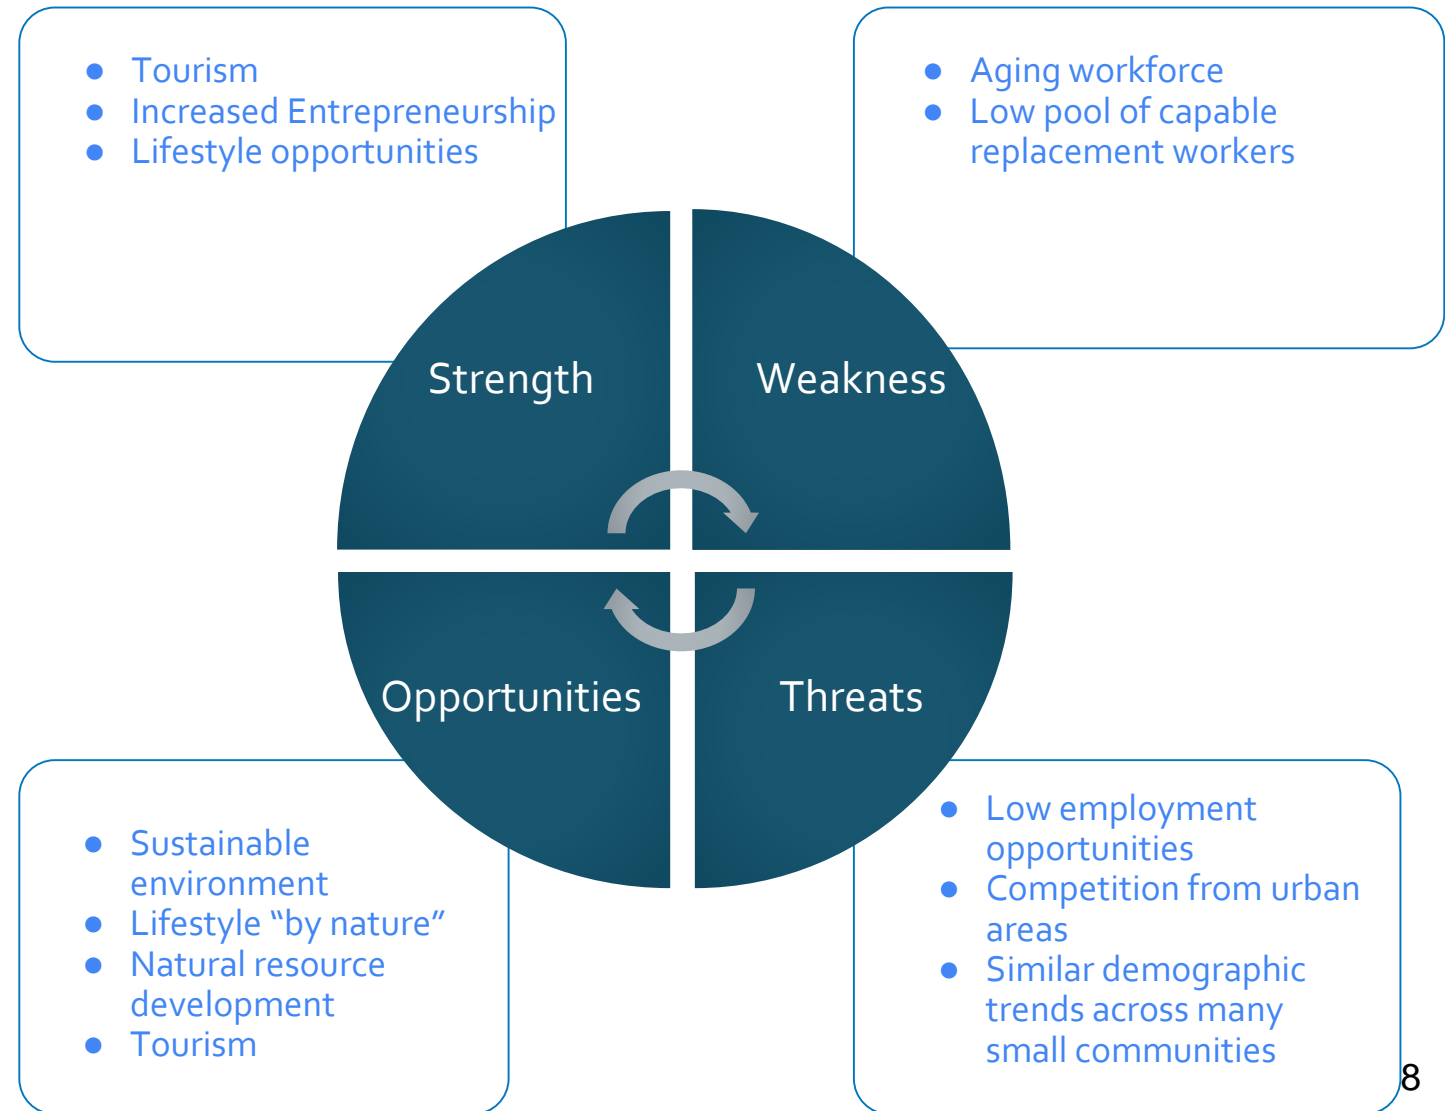 ● Tourism
● Increased Entrepreneurship
● Lifestyle opportunities
● Aging workforce
● Low pool of capable
replacement workers
Strength
Weakness
Opportunities
Threats
● Sustainable
environment
● Lifestyle “by nature”
● Natural resource
development
● Tourism
● Low employment
opportunities
● Competition from urban
areas
● Similar demographic
trends across many
small communities
8